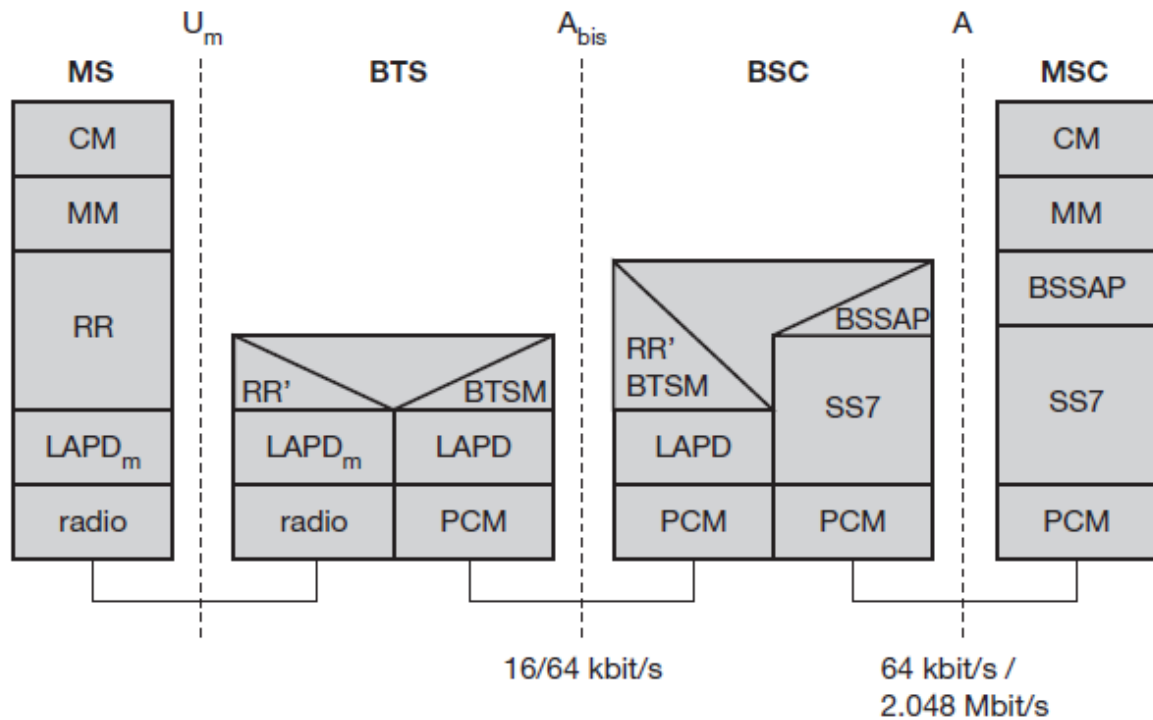 Um Abis A
MS BTS BSC MSC
CM CM
MM MM
RR BSSAP
RR’ BTSM RR’ BSSAP
BTSM SS7 SS7
LAPDm LAPDm LAPD LAPD
radio radio PCM PCM PCM PCM
16/64 kbit/s 64 kbit/s /
2.048 Mbit/s